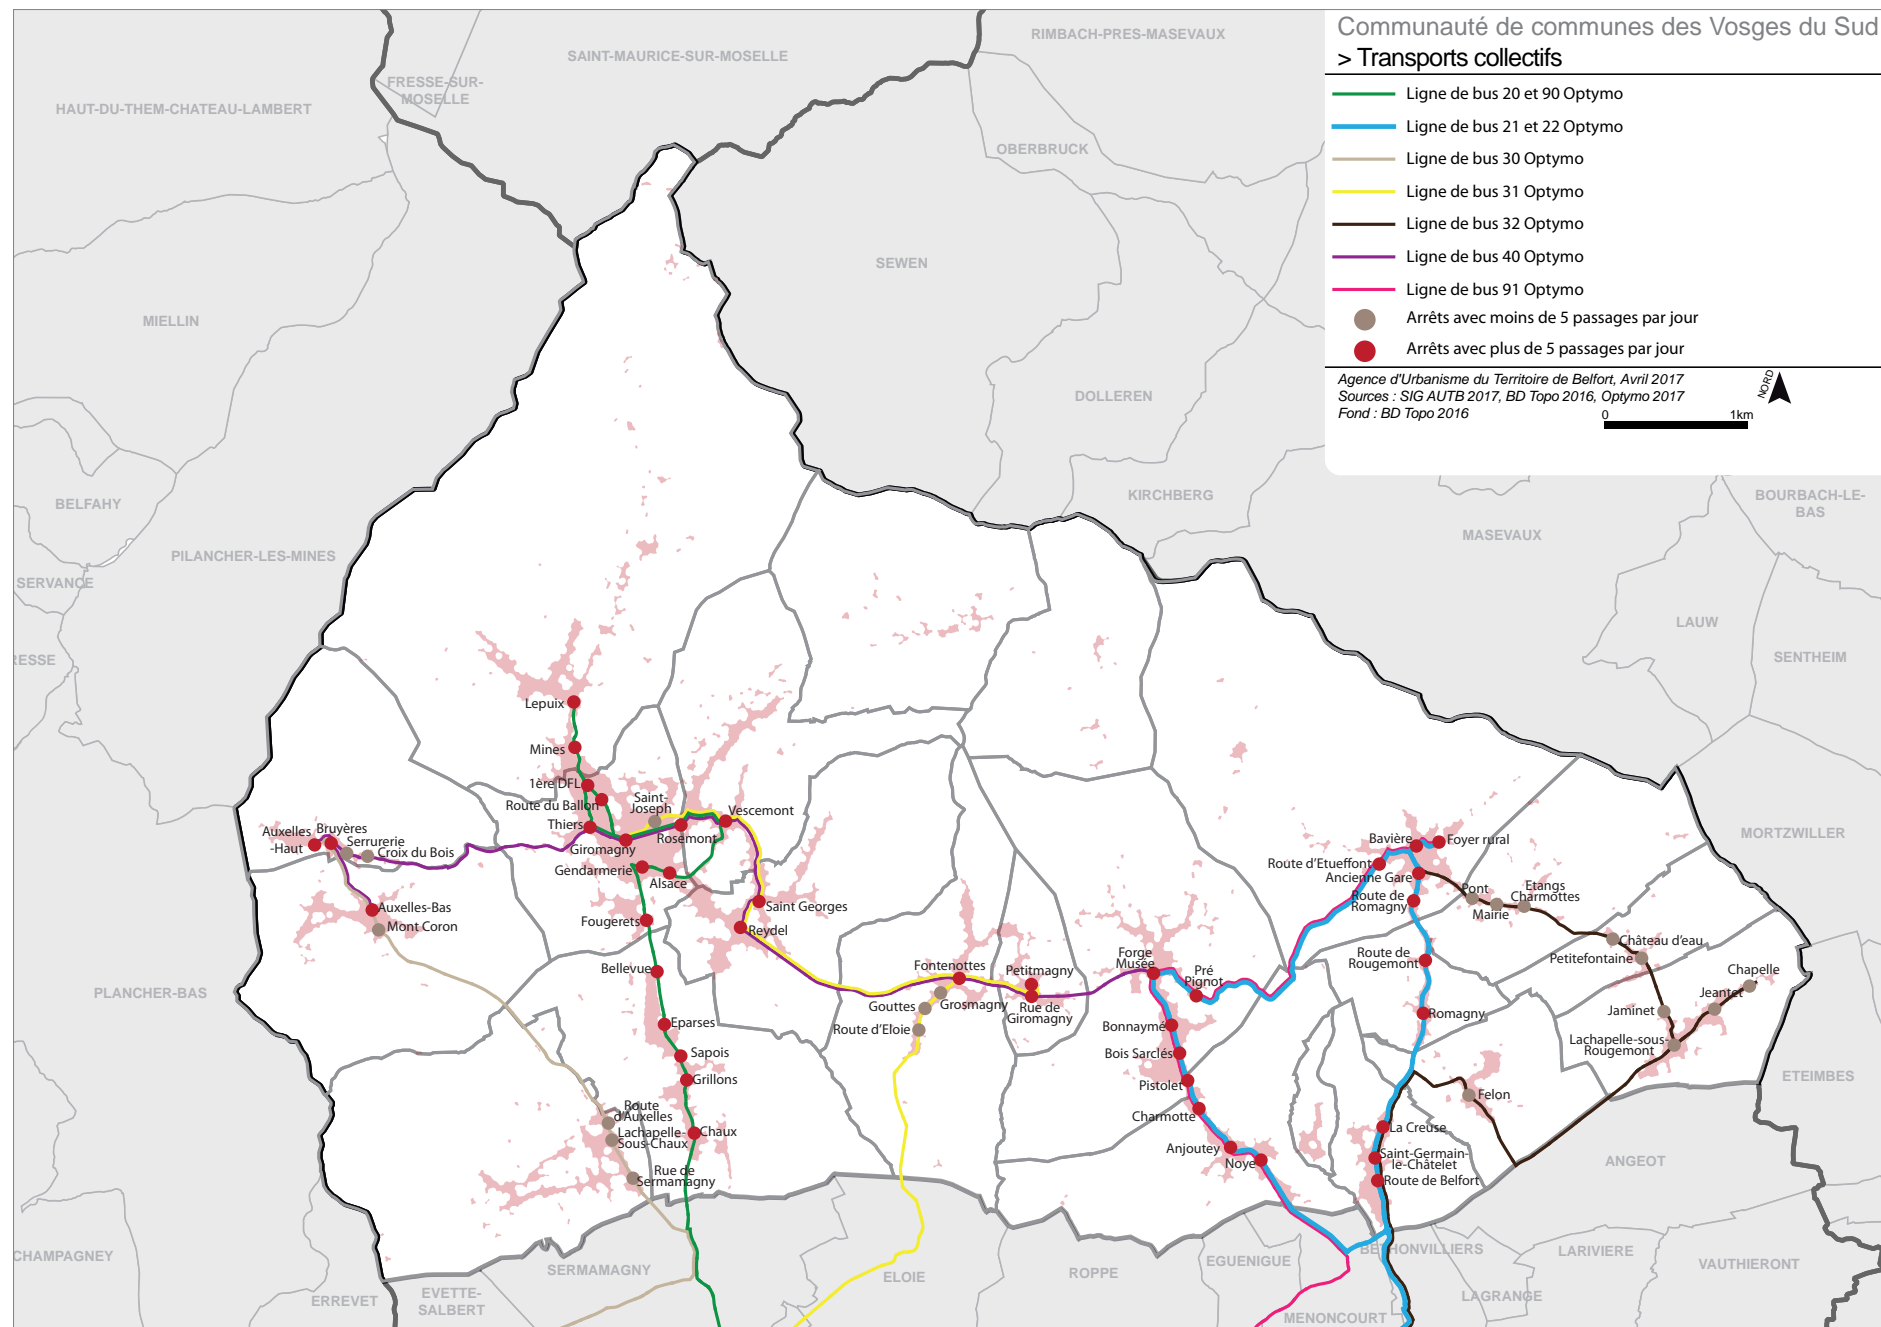 Communauté de communes des Vosges du Sud
> Transports collectifs
Ligne de bus 20 et 90 Optymo
Ligne de bus 21 et 22 Optymo
Ligne de bus 30 Optymo
Ligne de bus 31 Optymo
Ligne de bus 32 Optymo
Ligne de bus 40 Optymo
Ligne de bus 91 Optymo
Arrêts avec moins de 5 passages par jour
Arrêts avec plus de 5 passages par jour
Agence d'Urbanisme du Territoire de Belfort, Avril 2017
Sources : SIG AUTB 2017, BD Topo 2016, Optymo 2017
Fond : BD Topo 2016
NORD
0
1km
RIMBACH-PRES-MASEVAUX
SAINT-MAURICE-SUR-MOSELLE
FRESSE-SUR-
MOSELLE
HAUT-DU-THEM-CHATEAU-LAMBERT
OBERBRUCK
SEWEN
MIELLIN
DOLLEREN
KIRCHBERG
BOURBACH-LE-
BAS
BELFAHY
MASEVAUX
PILANCHER-LES-MINES
SERVANCE
LAUW
RESSE
SENTHEIM
MORTZWILLER
PLANCHER-BAS
ETEIMBES
ANGEOT
CHAMPAGNEY
ERREVET
EVETTE-
SALBERT
SERMAMAGNY
ELOIE
ROPPE
EGUENIGUE
MENONCOURT
BETHONVILLIERS
LAGRANGE
LARIVIERE
VAUTHIERONT
Lepuix
Mines
1ère DFL
Route du Ballon
Saint-
Joseph
Thiers
Giromagny
Rosemont
Vescemont
Gendarmerie
Alsace
Auxelles
-Haut
Bruyères
Serrurerie
Croix du Bois
Auxelles-Bas
Mont Coron
Fougerets
Saint Georges
Reydel
Bellevue
Eparses
Sapois
Grillons
Chaux
Route
d'Auxelles
Lachapelle-
Sous-Chaux
Rue de
Sermamagny
Fontenottes
Grosmagny
Gouttes
Route d'Eloie
Petitmagny
Rue de
Giromagny
Forge
Musée
Pré
Pignot
Bonnaymé
Bois Sarclés
Pistolet
Charmotte
Anjoutey
Noye
Bavière
Foyer rural
Route d'Etueffont
Ancienne Gare
Route de
Romagny
Route de
Rougemont
Romagny
Pont
Mairie
Etangs
Charmottes
Château d'eau
Petitefontaine
Chapelle
Jeantet
Jaminet
Lachapelle-sous-
Rougemont
Felon
La Creuse
Saint-Germain-
le-Châtelet
Route de Belfort